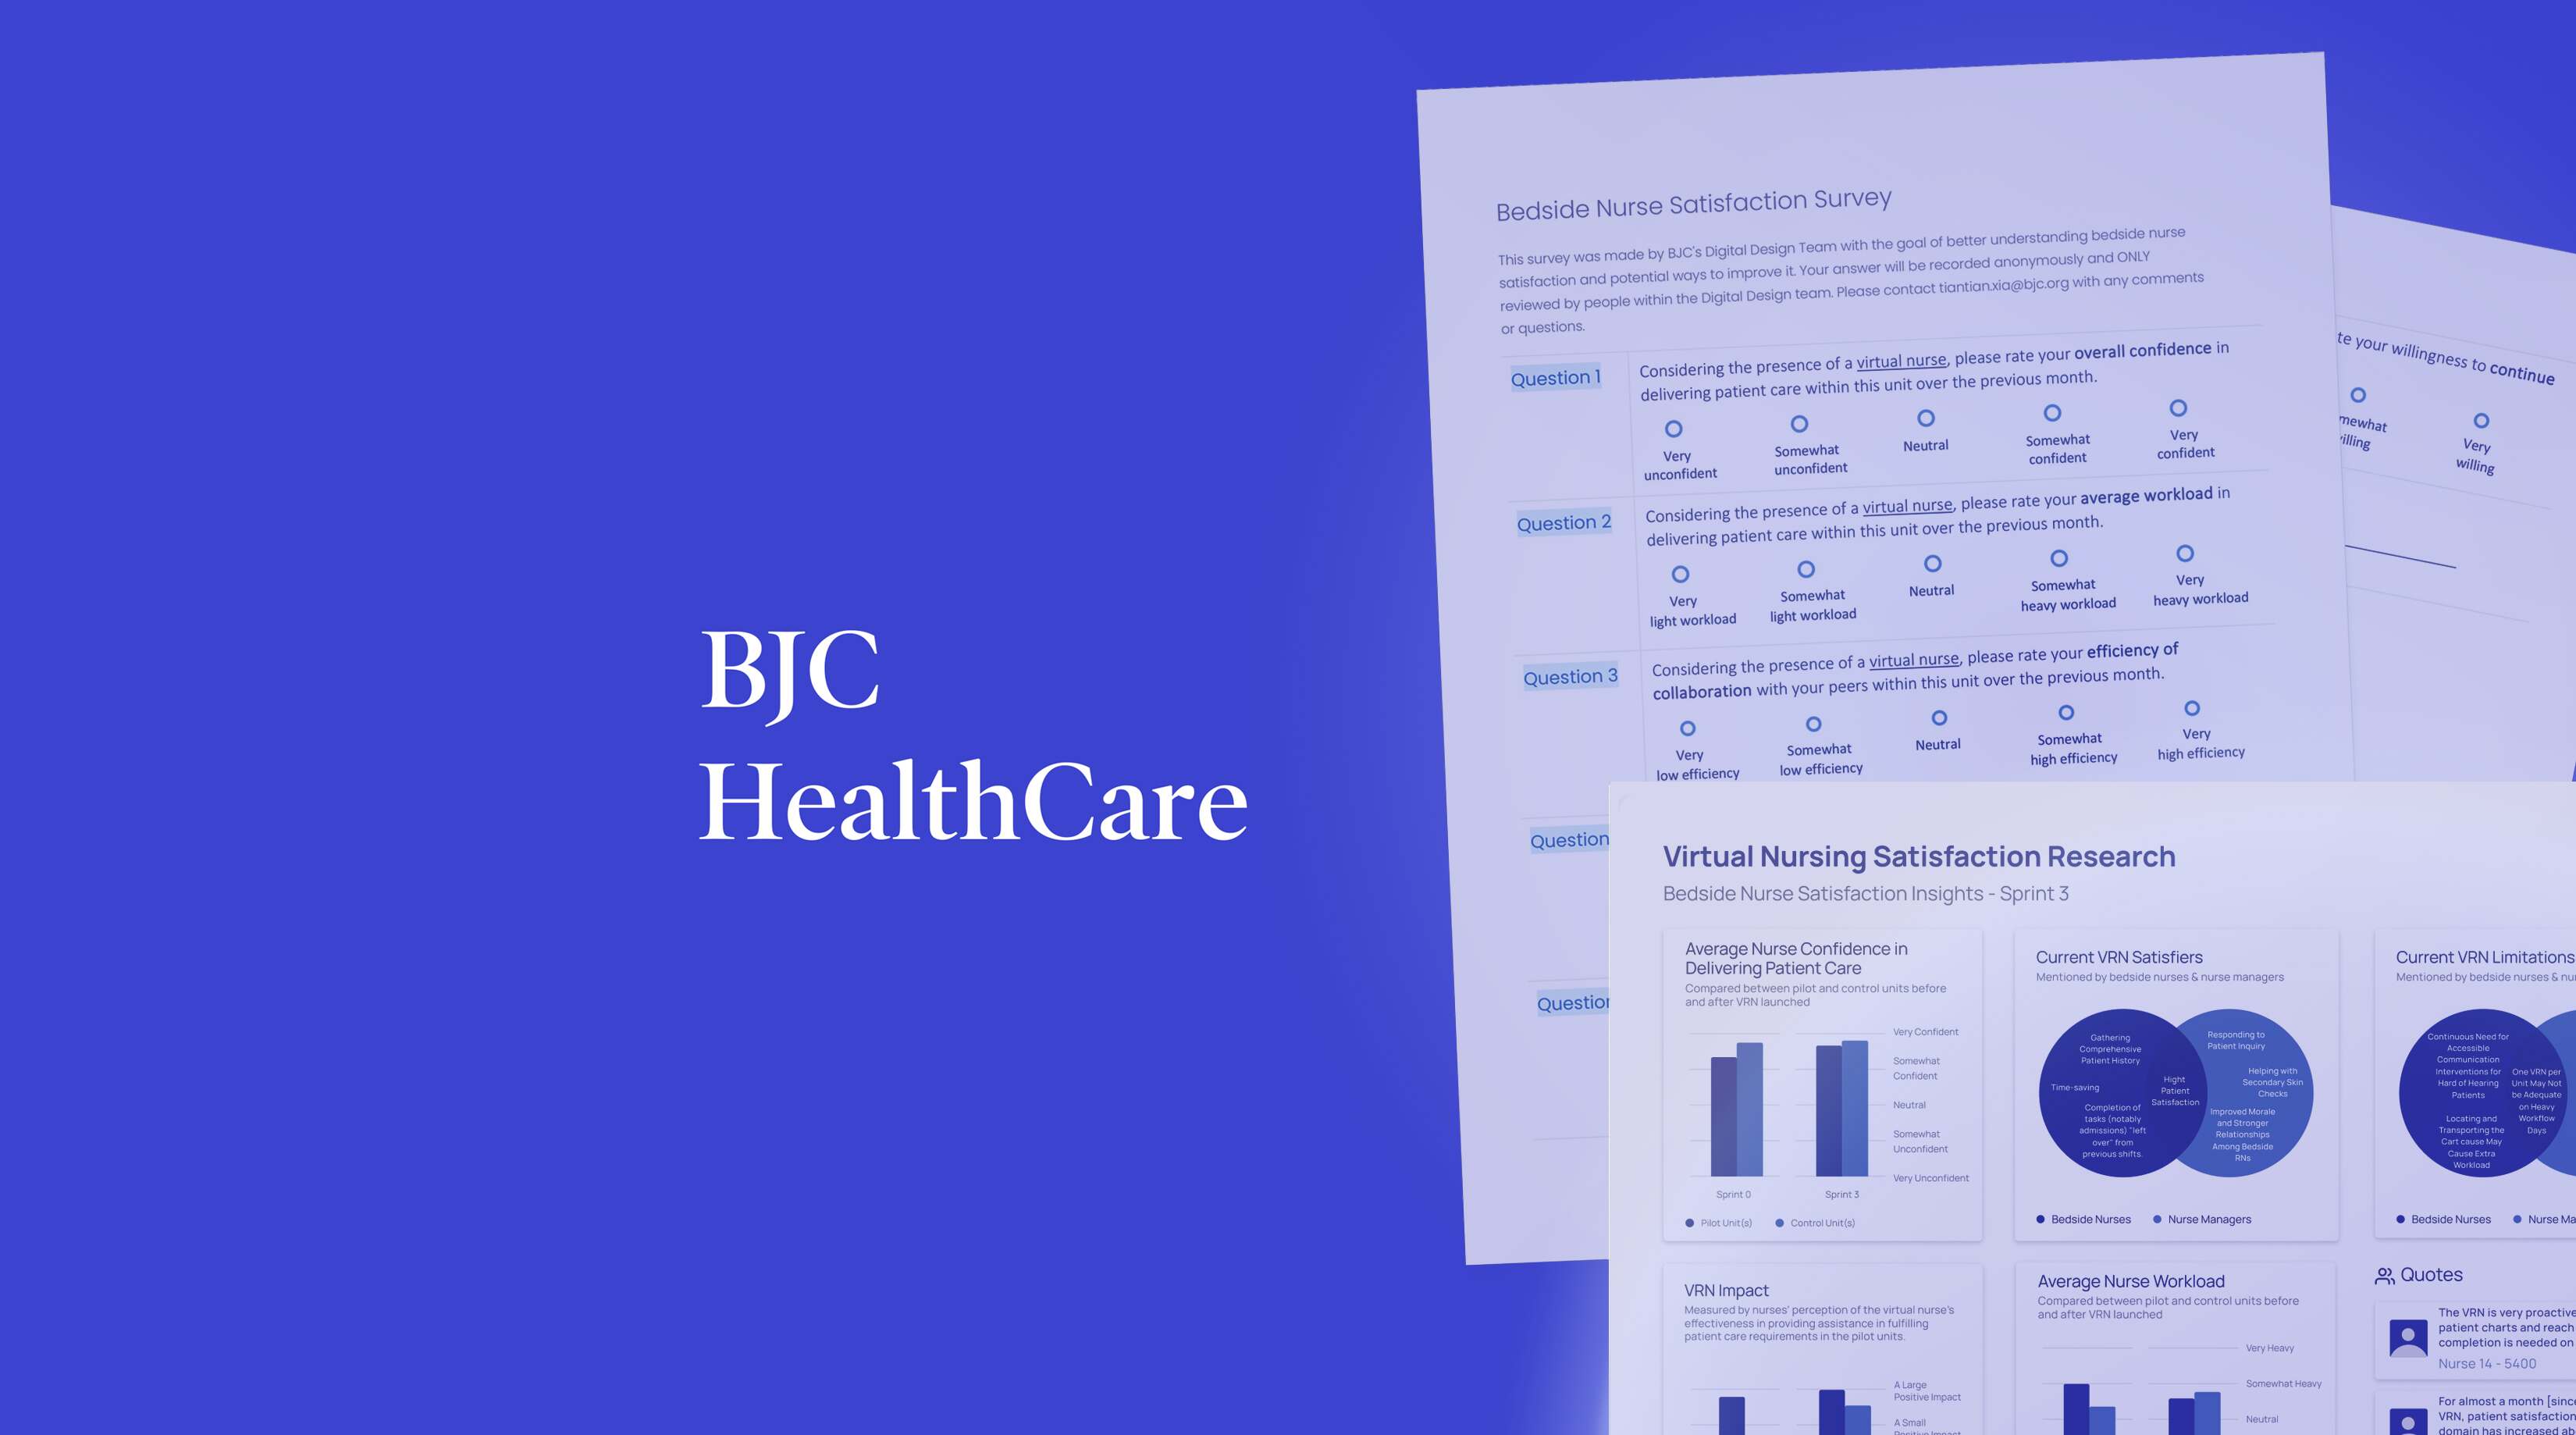 BJC
HealthCare
Bedside Nurse Satisfaction Survey
This survey was made by BJC's Digital Design Team with the goal of better understanding bedside nurse
satisfaction and potential ways to improve it. Your answer will be recorded anonymously and ONLY
reviewed by people within the Digital Design team. Please contact tiantian.xia@bjc.org with any comments
or questions.
Question 1
Considering the presence of a virtual nurse, please rate your overall confidence in
delivering patient care within this unit over the previous month.
Very
unconfident
Somewhat
unconfident
Neutral
Somewhat
confident
Very
confident
Question 2
Considering the presence of a virtual nurse, please rate your average workload in
delivering patient care within this unit over the previous month.
Very
light workload
Somewhat
light workload
Neutral
Somewhat
heavy workload
Very
heavy workload
Question 3
Considering the presence of a virtual nurse, please rate your efficiency of
collaboration with your peers within this unit over the previous month.
Very
low efficiency
Somewhat
low efficiency
Neutral
Somewhat
high efficiency
Very
high efficiency
Question
Question
te your willingness to continue
mewhat
illing
Very
willing
Virtual Nursing Satisfaction Research
Bedside Nurse Satisfaction Insights - Sprint 3
Average Nurse Confidence in
Delivering Patient Care
Compared between pilot and control units before
and after VRN launched
Very Confident
Somewhat
Confident
Neutral
Somewhat
Unconfident
Very Unconfident
Sprint 0
Sprint 3
Pilot Unit(s)
Control Unit(s)
Current VRN Satisfiers
Mentioned by bedside nurses & nurse managers
Gathering
Comprehensive
Patient History
Time-saving
Completion of
tasks (notably
admissions) "left
over" from
previous shifts.
Hight
Patient
Satisfaction
Responding to
Patient Inquiry
Helping with
Secondary Skin
Checks
Improved Morale
and Stronger
Relationships
Among Bedside
RNs
Bedside Nurses
Nurse Managers
Current VRN Limitations
Mentioned by bedside nurses & nu
Continuous Need for
Accessible
Communication
Interventions for
Hard of Hearing
Patients
Locating and
Transporting the
Cart cause May
Cause Extra
Workload
One VRN per
Unit May Not
be Adequate
on Heavy
Workflow
Days
Bedside Nurses
Nurse Ma
VRN Impact
Measured by nurses' perception of the virtual nurse's
effectiveness in providing assistance in fulfilling
patient care requirements in the pilot units.
A Large
Positive Impact
A Small
Positive Impact
Average Nurse Workload
Compared between pilot and control units before
and after VRN launched
Very Heavy
Somewhat Heavy
Neutral
Quotes
The VRN is very proactive
patient charts and reach
completion is needed on
Nurse 14 - 5400
For almost a month [since
VRN, patient satisfaction
domain has increased ab